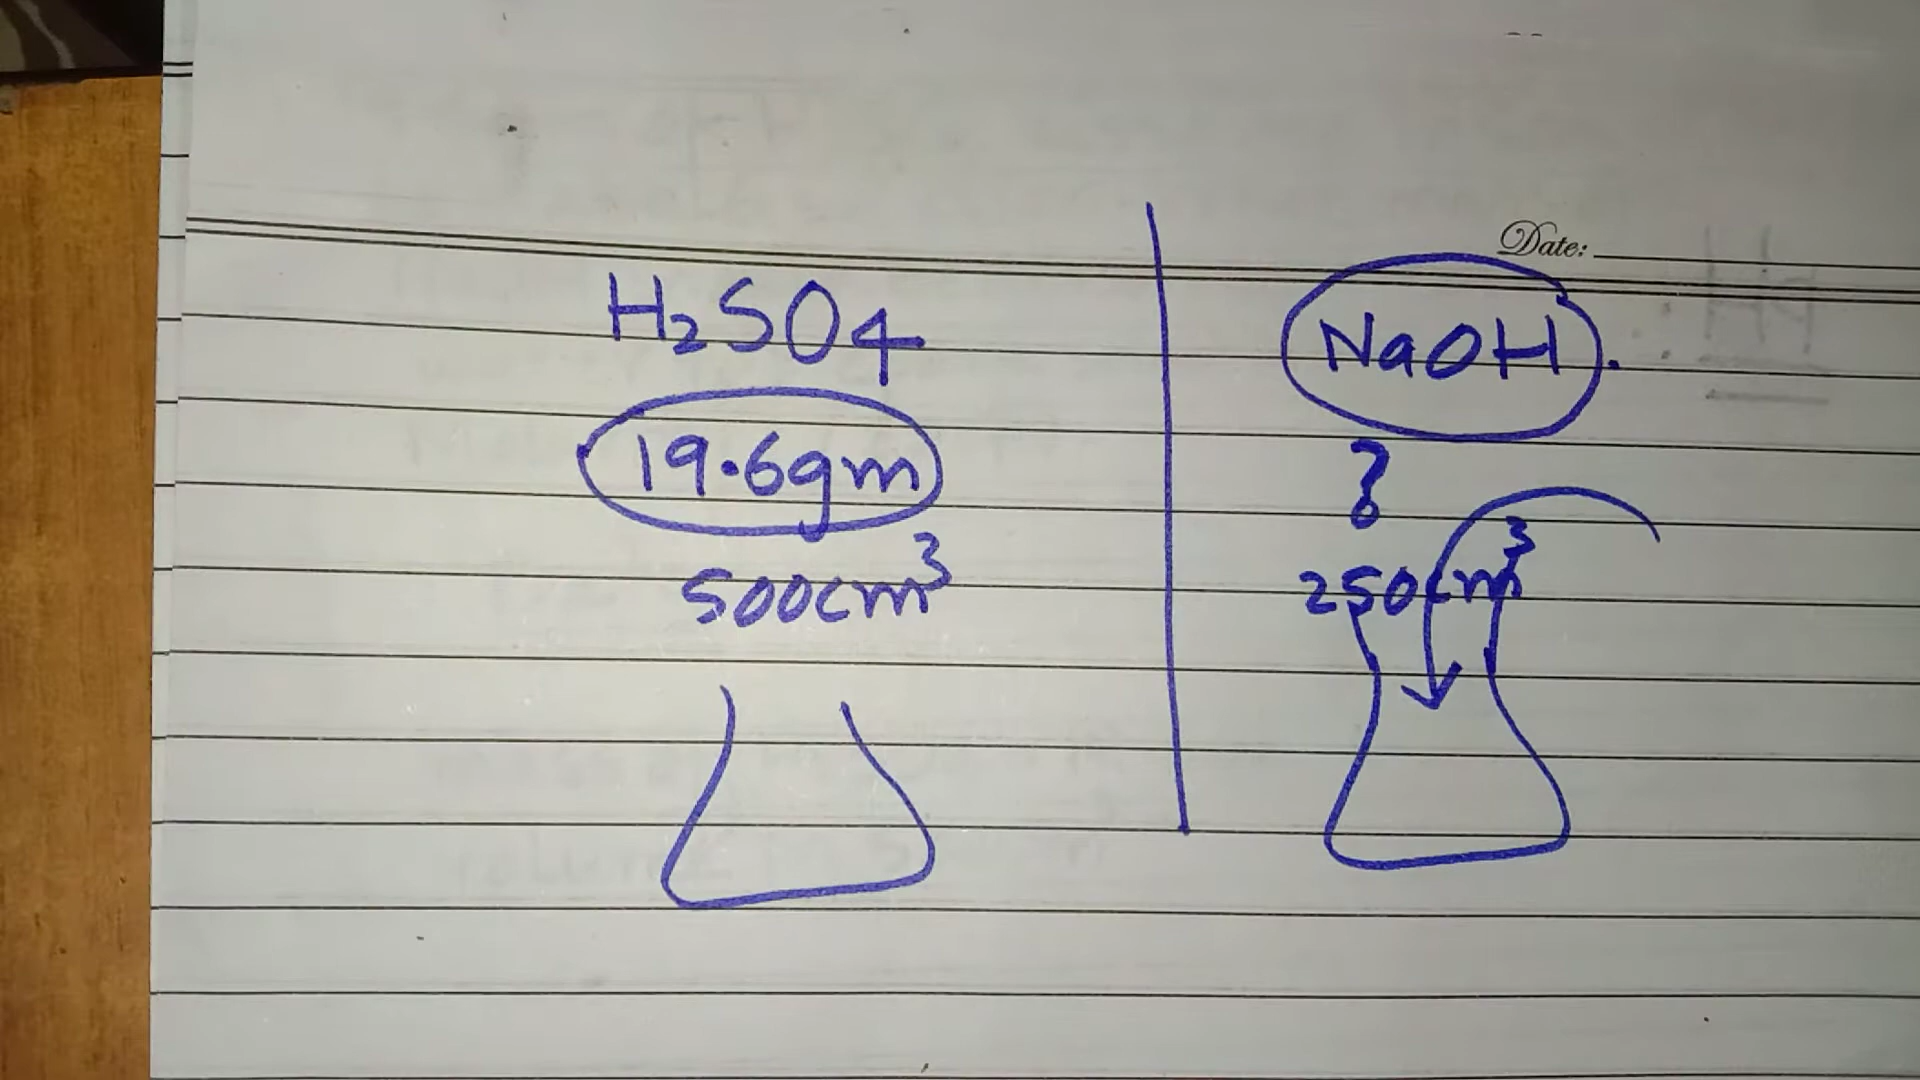 Date:
H₂SO₄
19.6gm
500cm³
NaOH.
?
250cm³